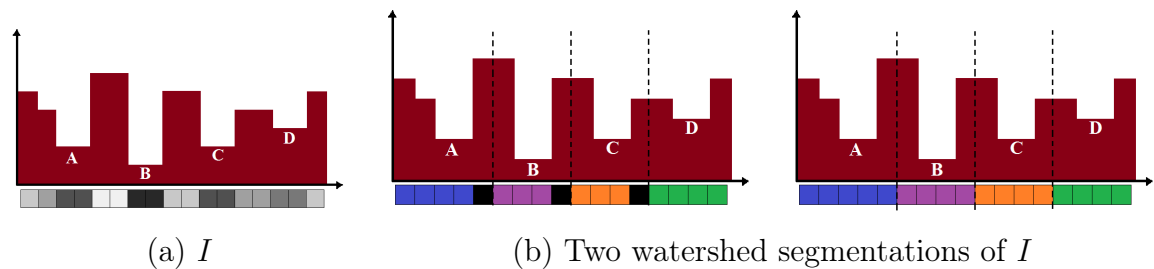 A B C D
A B C D
A B C D
(a) I
(b) Two watershed segmentations of I